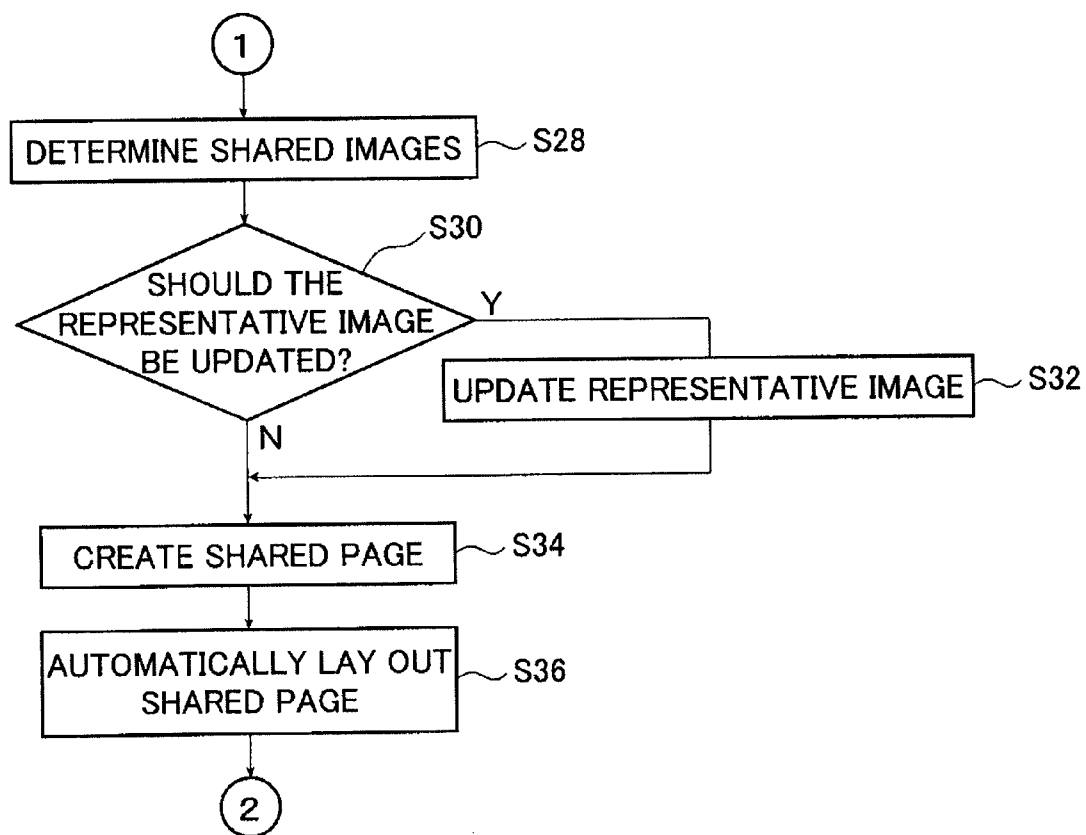 1
DETERMINE SHARED IMAGES
S28
S30
SHOULD THE
REPRESENTATIVE IMAGE
BE UPDATED?
Y
UPDATE REPRESENTATIVE IMAGE
S32
N
CREATE SHARED PAGE
S34
AUTOMATICALLY LAY OUT
SHARED PAGE
S36
2